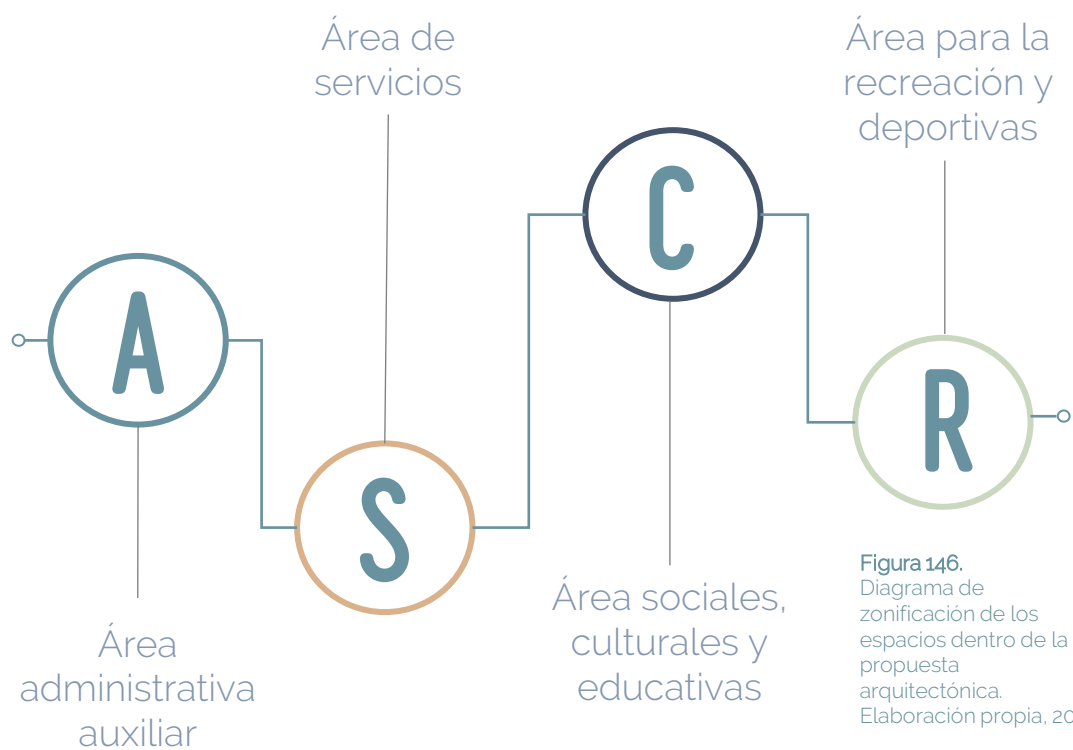 Área de
servicios
Área para la
recreación y
deportivas
C
A
R
S
Área sociales,
culturales y
educativas
Área
administrativa
auxiliar
Figura 146.
Diagrama de
zonificación de los
espacios dentro de la
propuesta
arquitectónica.
Elaboración propia,